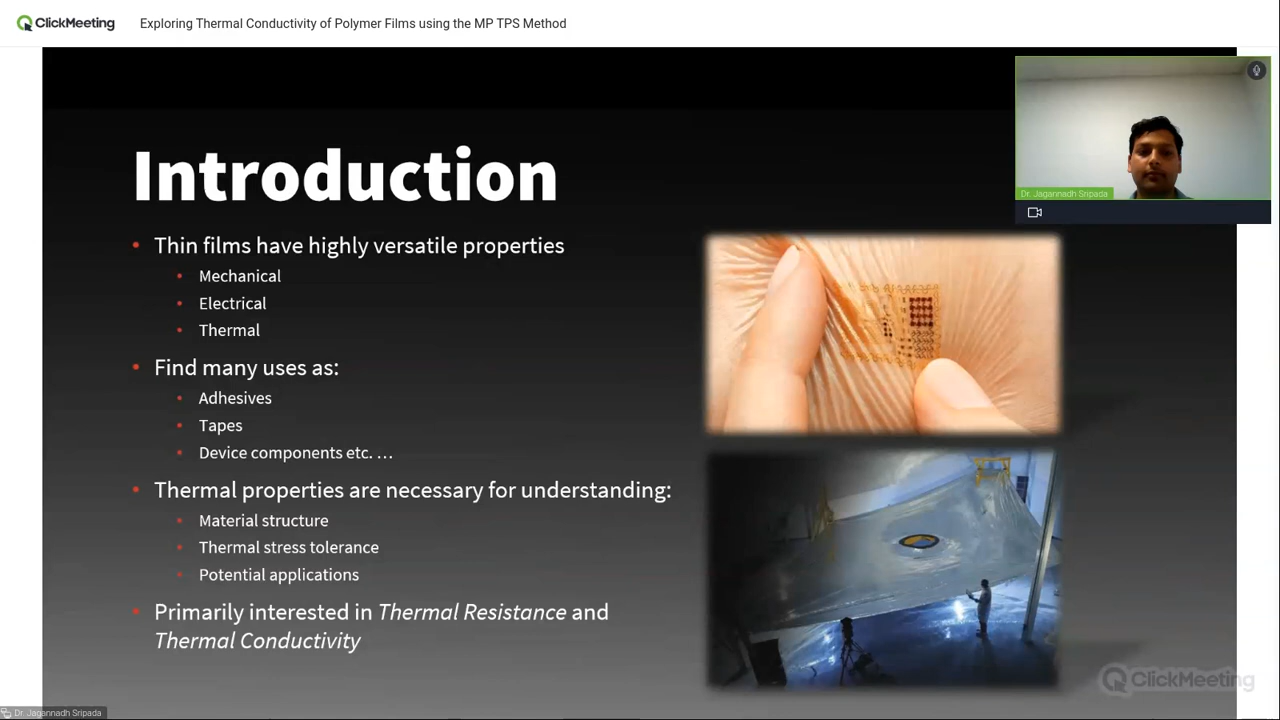 ClickMeeting
Exploring Thermal Conductivity of Polymer Films using the MP TPS Method
Dr. Jagannadh Sripada
Introduction
• Thin films have highly versatile properties
• Mechanical
• Electrical
• Thermal
• Find many uses as:
• Adhesives
• Tapes
• Device components etc. …
• Thermal properties are necessary for understanding:
• Material structure
• Thermal stress tolerance
• Potential applications
• Primarily interested in Thermal Resistance and
Thermal Conductivity
ClickMeeting
Dr. Jagannadh Sripada